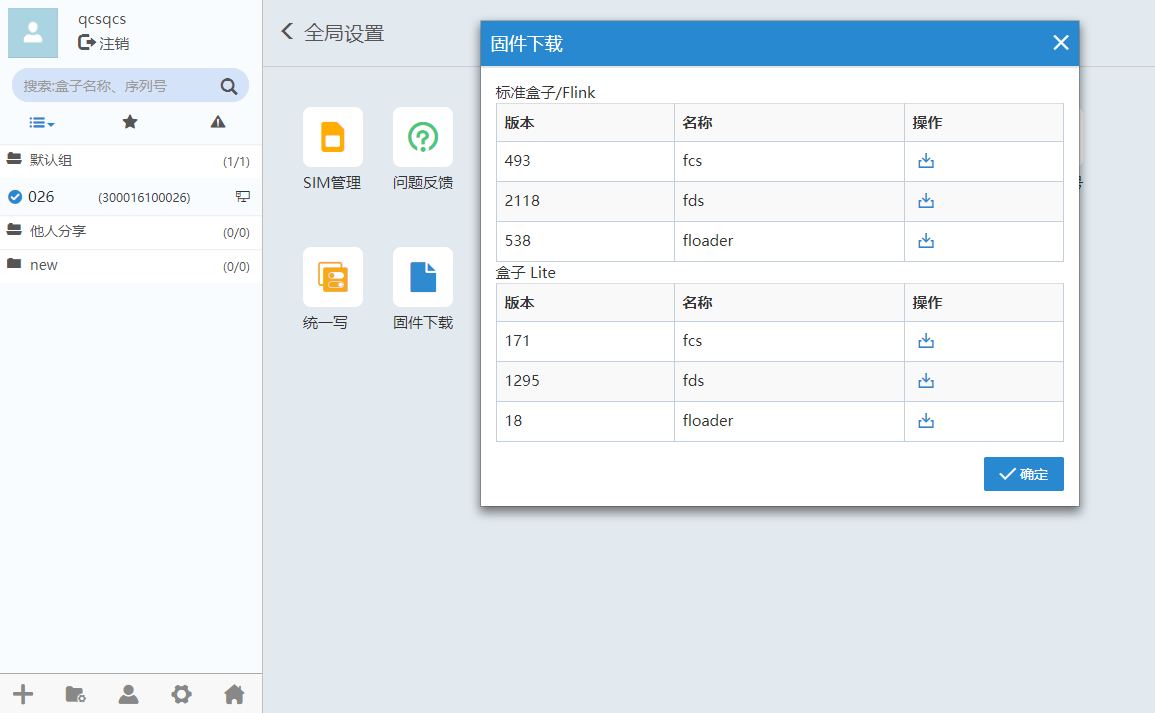 qcsqcs
注销
搜索:盒子名称、序列号
默认组 (1/1)
026 (300016100026)
他人分享 (0/0)
new (0/0)
全局设置
SIM管理 问题反馈
统一写 固件下载
固件下载
标准盒子/Flink
版本 名称 操作
493 fcs
2118 fds
538 floader
盒子 Lite
版本 名称 操作
171 fcs
1295 fds
18 floader
确定